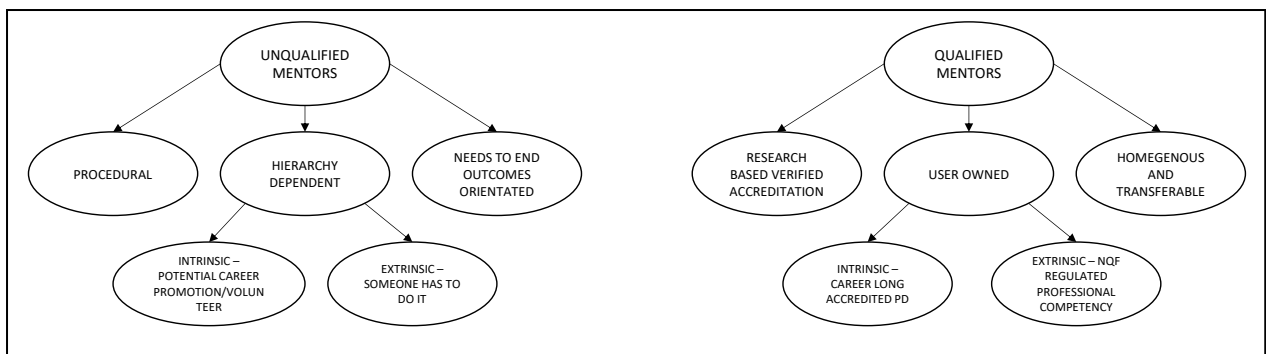 UNQUALIFIED
MENTORS
PROCEDURAL
HIERARCHY
DEPENDENT
NEEDS TO END
OUTCOMES
ORIENTATED
INTRINSIC –
POTENTIAL CAREER
PROMOTION/VOLUN
TEER
EXTRINSIC –
SOMEONE HAS TO
DO IT
QUALIFIED
MENTORS
RESEARCH
BASED VERIFIED
ACCREDITATION
USER OWNED
HOMEGENOUS
AND
TRANSFERABLE
INTRINSIC –
CAREER LONG
ACCREDITED PD
EXTRINSIC – NQF
REGULATED
PROFESSIONAL
COMPETENCY